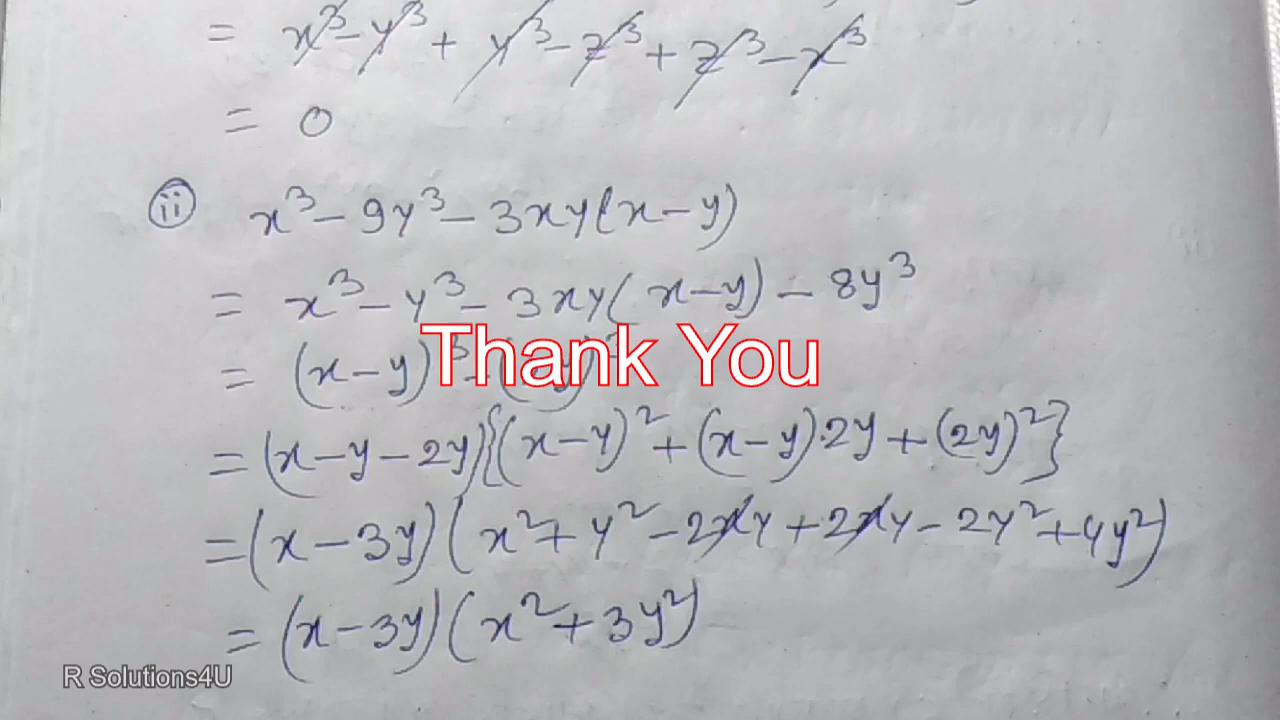 = x³ - y³ + y³ - z³ + z³ - x³
= 0
(ii) x³ - 9y³ - 3xy(x-y)
= x³ - y³ - 3xy(x-y) - 8y³
= (x-y)³ - (
Thank You
= (x-y-2y){(x-y)²+(x-y).2y+(2y)²}
= (x-3y)(x²+y²-2xy+2xy-2y²+4y²)
= (x-3y)(x²+3y²)
R Solutions4U